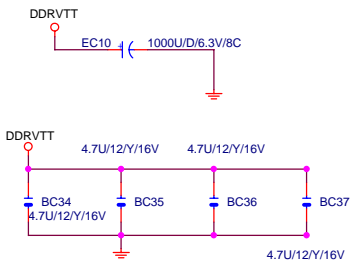 DDRVTT
EC10 1000U/D/6.3V/8C
+
DDRVTT
4.7U/12/Y/16V 4.7U/12/Y/16V
BC34 BC35 BC36 BC37
4.7U/12/Y/16V
4.7U/12/Y/16V